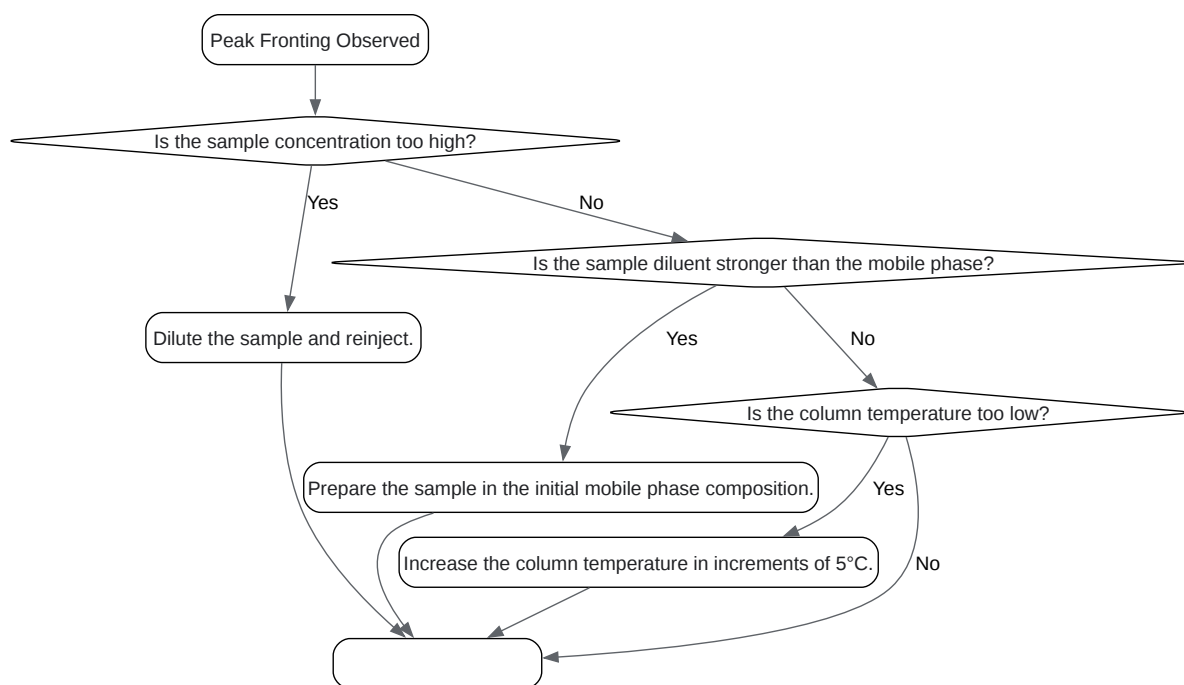 Peak Fronting Observed
Is the sample concentration too high?
Yes
No
Is the sample diluent stronger than the mobile phase?
Dilute the sample and reinject.
Yes
No
Is the column temperature too low?
Prepare the sample in the initial mobile phase composition.
Yes
Increase the column temperature in increments of 5°C.
No